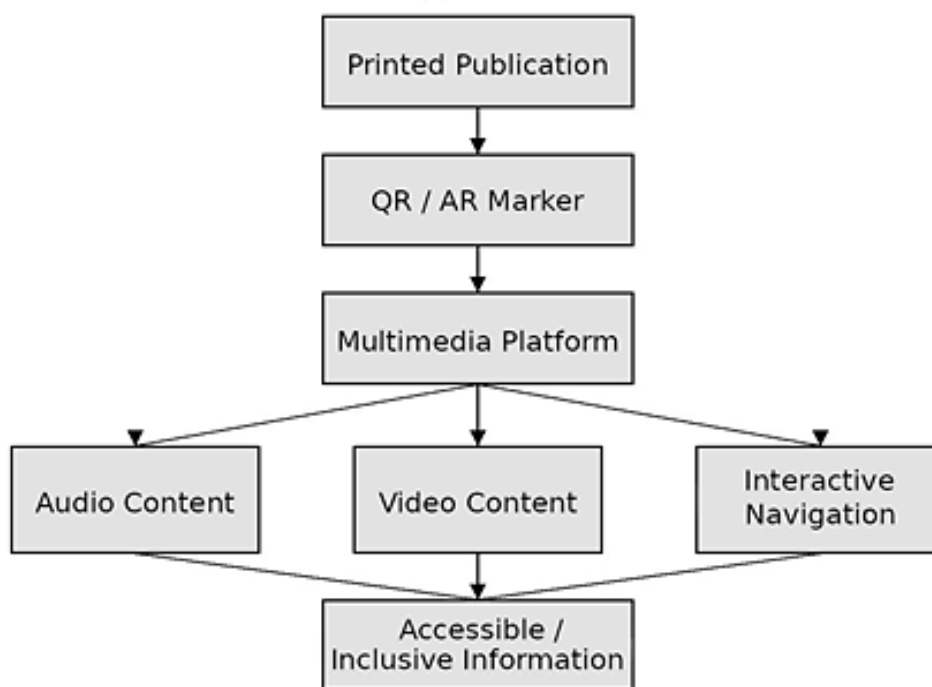 Printed Publication
QR / AR Marker
Multimedia Platform
Audio Content
Video Content
Interactive
Navigation
Accessible /
Inclusive Information